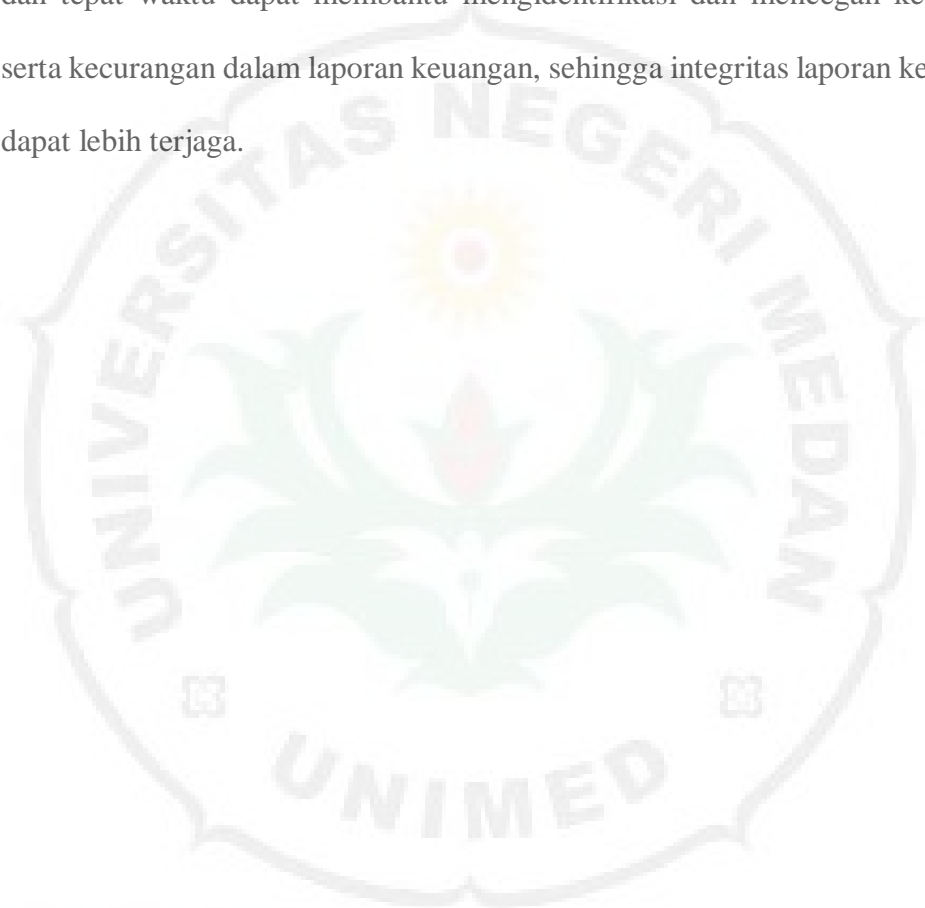 dan tepat waktu dapat membantu mengidentifikasi dan mencegah ke
serta kecurangan dalam laporan keuangan, sehingga integritas laporan ke
dapat lebih terjaga.
UNIVERSITAS NEGERI MEDAN
UNIMED